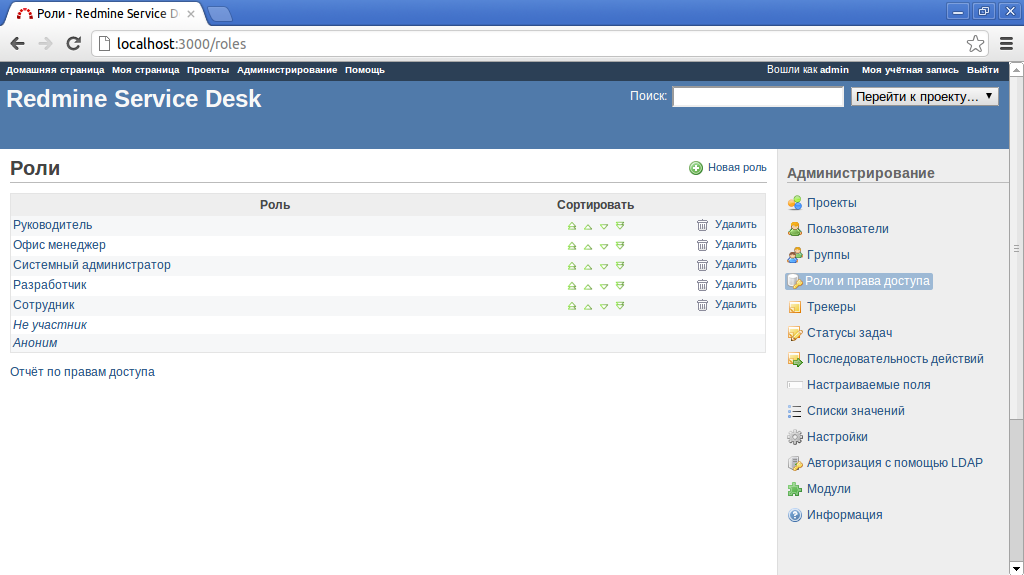 Роли - Redmine Service D
localhost:3000/roles
Домашняя страница Моя страница Проекты Администрирование Помощь
Вошли как admin Моя учётная запись Выйти
Redmine Service Desk
Поиск:
Перейти к проекту...
Роли
Новая роль
Роль Сортировать
Руководитель Удалить
Офис менеджер Удалить
Системный администратор Удалить
Разработчик Удалить
Сотрудник Удалить
Не участник
Аноним
Отчёт по правам доступа
Администрирование
Проекты
Пользователи
Группы
Роли и права доступа
Трекеры
Статусы задач
Последовательность действий
Настраиваемые поля
Списки значений
Настройки
Авторизация с помощью LDAP
Модули
Информация